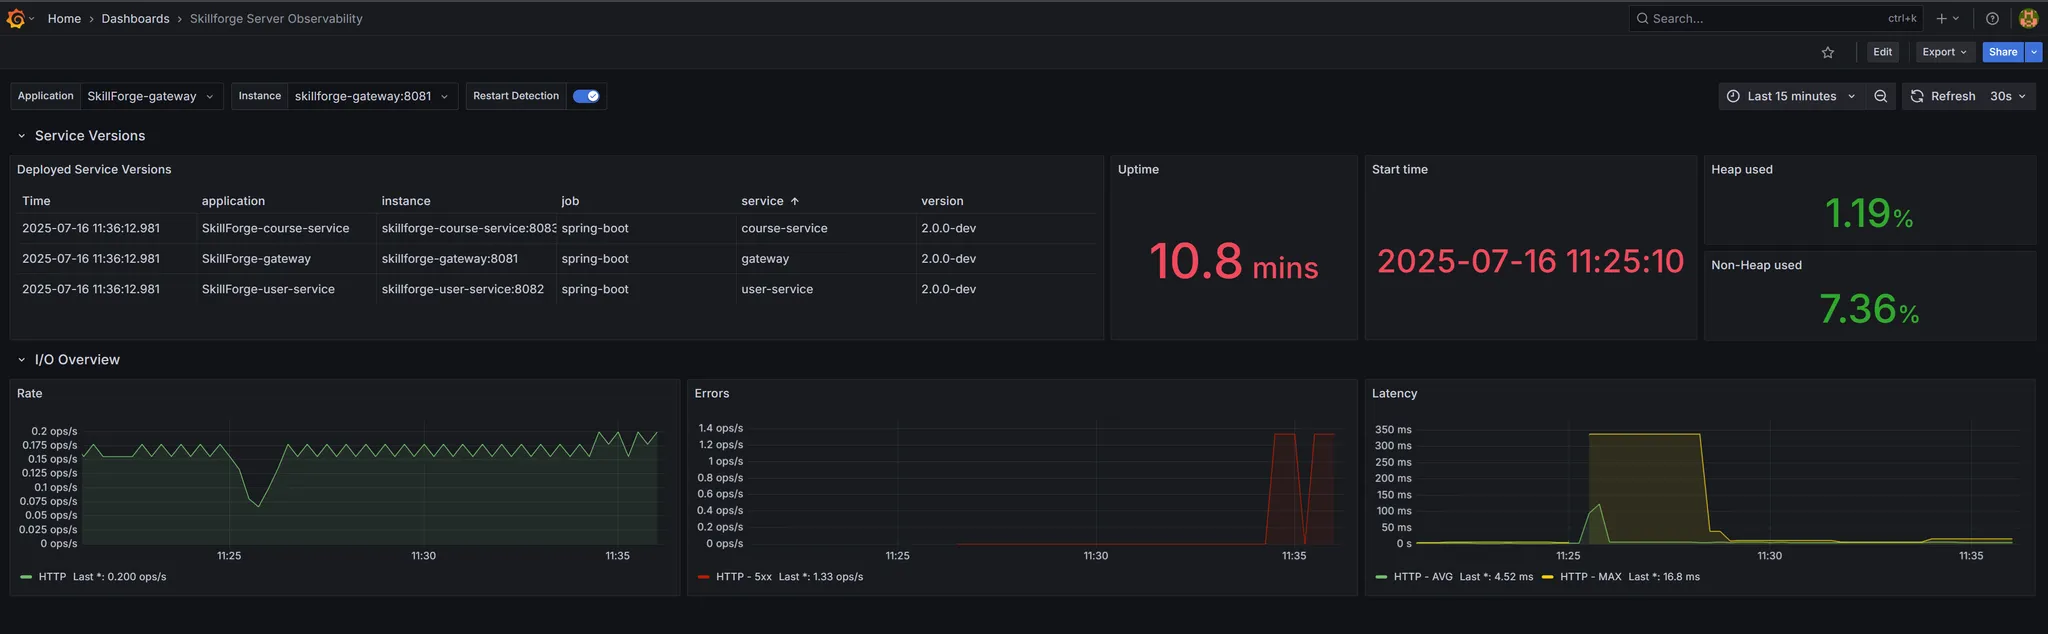 Home › Dashboards › Skillforge Server Observability
Search... ctrl+k
Edit Export Share
Application SkillForge-gateway Instance skillforge-gateway:8081 Restart Detection
Last 15 minutes Refresh 30s
Service Versions
Deployed Service Versions
Time application instance job service ↑ version
2025-07-16 11:36:12.981 SkillForge-course-service skillforge-course-service:8083 spring-boot course-service 2.0.0-dev
2025-07-16 11:36:12.981 SkillForge-gateway skillforge-gateway:8081 spring-boot gateway 2.0.0-dev
2025-07-16 11:36:12.981 SkillForge-user-service skillforge-user-service:8082 spring-boot user-service 2.0.0-dev
Uptime
10.8 mins
Start time
2025-07-16 11:25:10
Heap used
1.19%
Non-Heap used
7.36%
I/O Overview
Rate
0.2 ops/s
0.175 ops/s
0.15 ops/s
0.125 ops/s
0.1 ops/s
0.075 ops/s
0.05 ops/s
0.025 ops/s
0 ops/s
11:25 11:30 11:35
HTTP Last *: 0.200 ops/s
Errors
1.4 ops/s
1.2 ops/s
1 ops/s
0.8 ops/s
0.6 ops/s
0.4 ops/s
0.2 ops/s
0 ops/s
11:25 11:30 11:35
HTTP - 5xx Last *: 1.33 ops/s
Latency
350 ms
300 ms
250 ms
200 ms
150 ms
100 ms
50 ms
0 s
11:25 11:30 11:35
HTTP - AVG Last *: 4.52 ms HTTP - MAX Last *: 16.8 ms